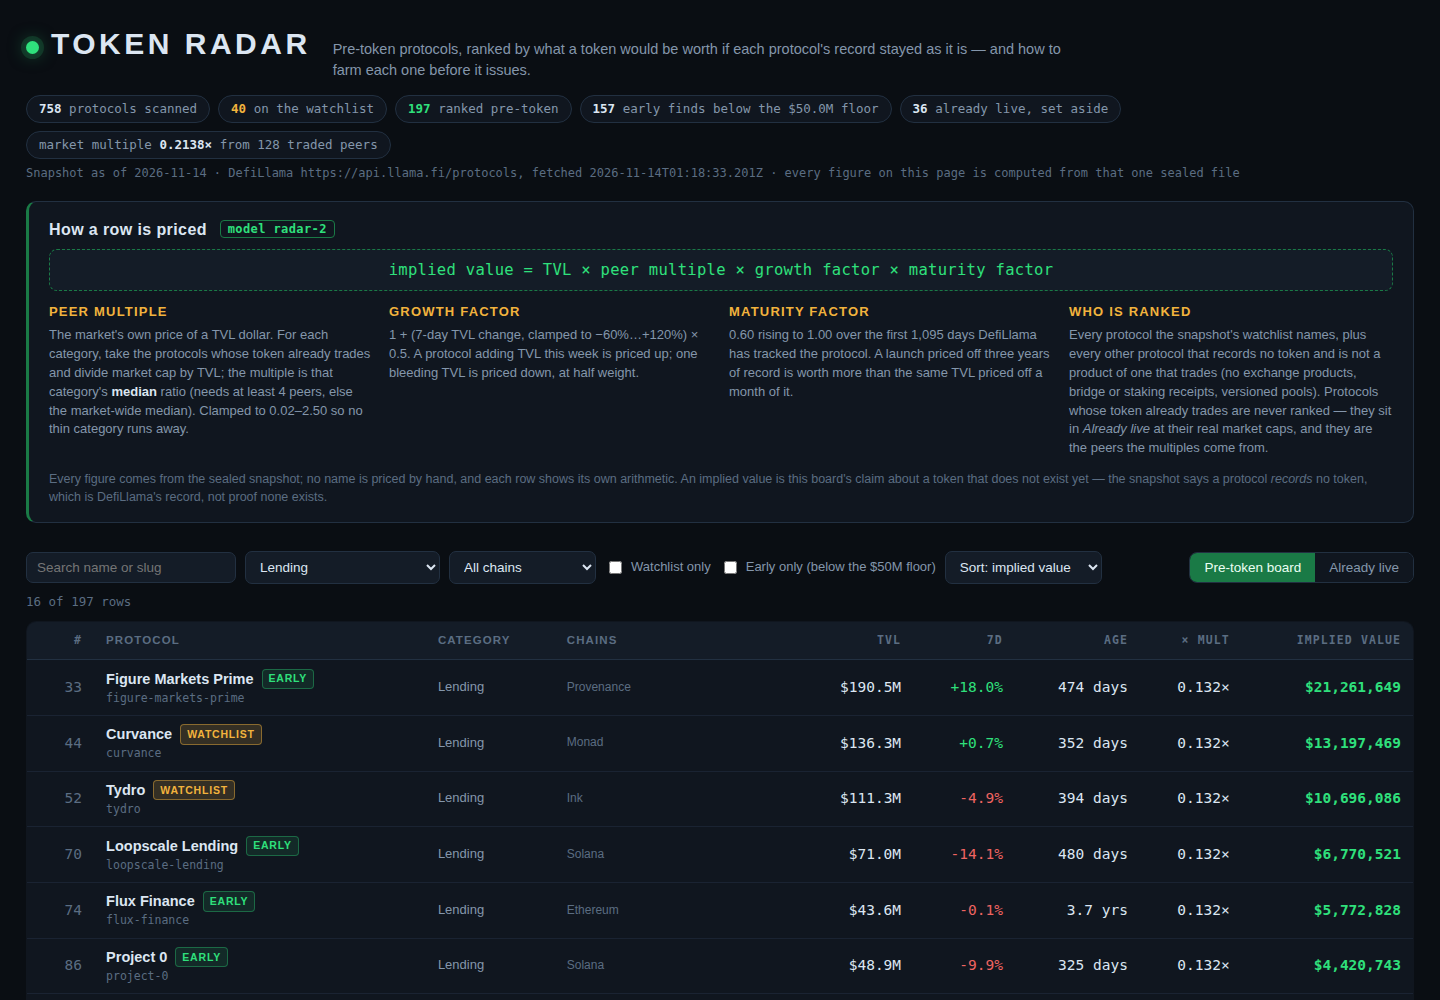 TOKEN RADAR
Pre-token protocols, ranked by what a token would be worth if each protocol's record stayed as it is — and how to
farm each one before it issues.
758 protocols scanned
40 on the watchlist
197 ranked pre-token
157 early finds below the $50.0M floor
36 already live, set aside
market multiple 0.2138× from 128 traded peers
Snapshot as of 2026-11-14 · DefiLlama https://api.llama.fi/protocols, fetched 2026-11-14T01:18:33.201Z · every figure on this page is computed from that one sealed file
How a row is priced model radar-2
implied value = TVL × peer multiple × growth factor × maturity factor
PEER MULTIPLE
The market's own price of a TVL dollar. For each
category, take the protocols whose token already trades
and divide market cap by TVL; the multiple is that
category's median ratio (needs at least 4 peers, else
the market-wide median). Clamped to 0.02–2.50 so no
thin category runs away.
GROWTH FACTOR
1 + (7-day TVL change, clamped to −60%…+120%) ×
0.5. A protocol adding TVL this week is priced up; one
bleeding TVL is priced down, at half weight.
MATURITY FACTOR
0.60 rising to 1.00 over the first 1,095 days DefiLlama
has tracked the protocol. A launch priced off three years
of record is worth more than the same TVL priced off a
month of it.
WHO IS RANKED
Every protocol the snapshot's watchlist names, plus
every other protocol that records no token and is not a
product of one that trades (no exchange products,
bridge or staking receipts, versioned pools). Protocols
whose token already trades are never ranked — they sit
in Already live at their real market caps, and they are
the peers the multiples come from.
Every figure comes from the sealed snapshot; no name is priced by hand, and each row shows its own arithmetic. An implied value is this board's claim about a token that does not exist yet — the snapshot says a protocol records no token,
which is DefiLlama's record, not proof none exists.
Search name or slug
Lending
All chains
Watchlist only
Early only (below the $50M floor)
Sort: implied value
Pre-token board
Already live
16 of 197 rows
# PROTOCOL CATEGORY CHAINS TVL 7D AGE × MULT IMPLIED VALUE
33 Figure Markets Prime EARLY Lending Provenance $190.5M +18.0% 474 days 0.132× $21,261,649
figure-markets-prime
44 Curvance WATCHLIST Lending Monad $136.3M +0.7% 352 days 0.132× $13,197,469
curvance
52 Tydro WATCHLIST Lending Ink $111.3M -4.9% 394 days 0.132× $10,696,086
tydro
70 Loopscale Lending EARLY Lending Solana $71.0M -14.1% 480 days 0.132× $6,770,521
loopscale-lending
74 Flux Finance EARLY Lending Ethereum $43.6M -0.1% 3.7 yrs 0.132× $5,772,828
flux-finance
86 Project 0 EARLY Lending Solana $48.9M -9.9% 325 days 0.132× $4,420,743
project-0